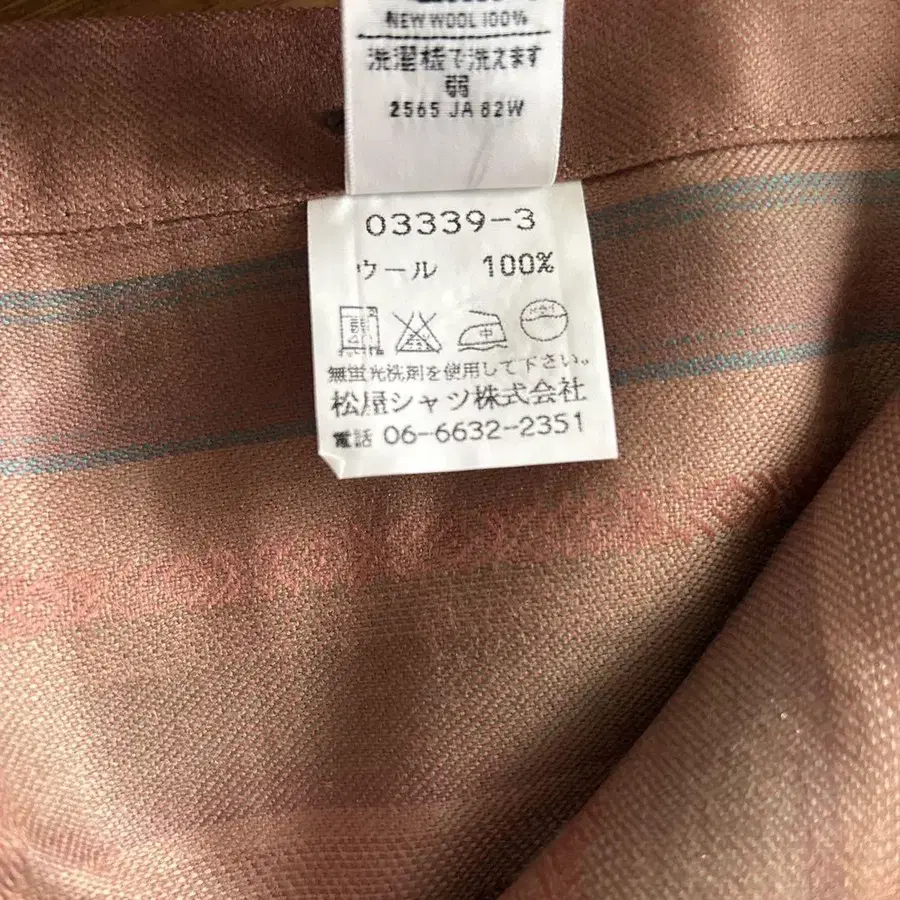 NEW WOOL 100%
洗濯機で洗えます
弱
2565 JA 82W
03339-3
ウール 100%
弱
中
無蛍光洗剤を使用して下さい。
松屋シャツ株式会社
電話 06-6632-2351